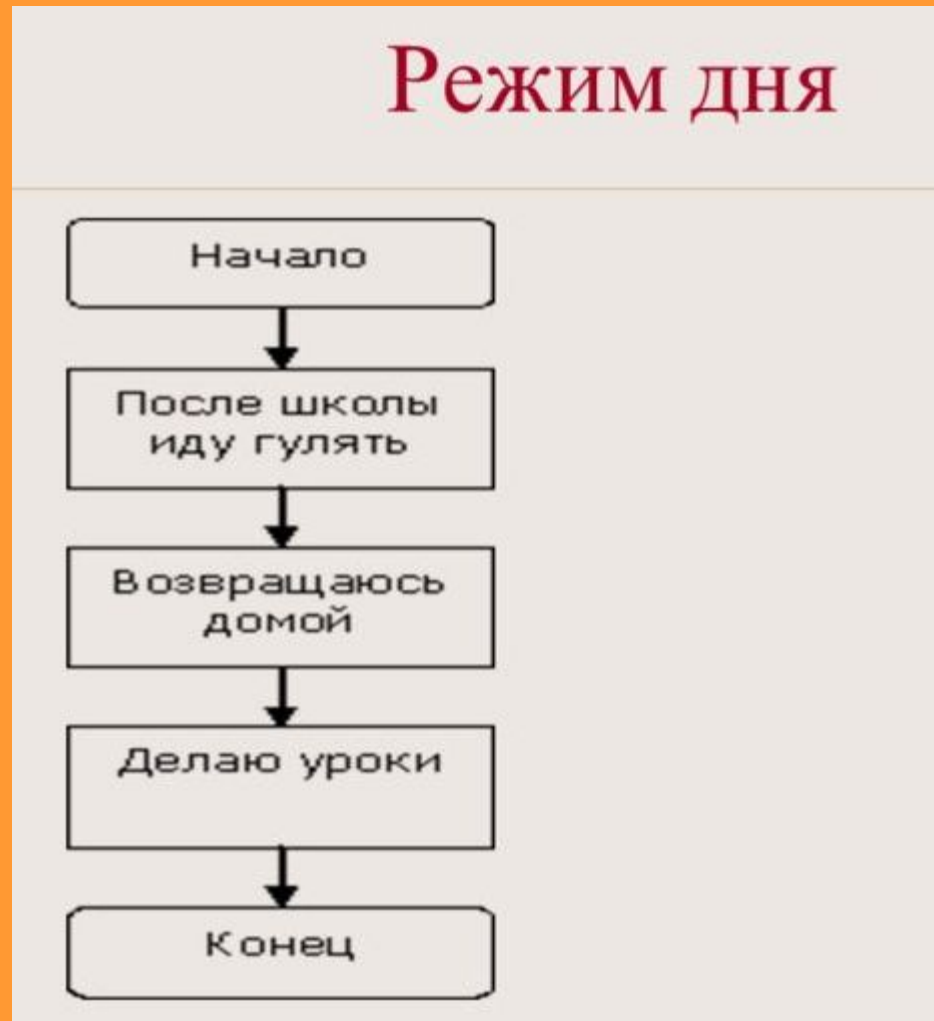 Режим дня
Начало
После школы
иду гулять
Возвращаюсь
домой
Делаю уроки
Конец